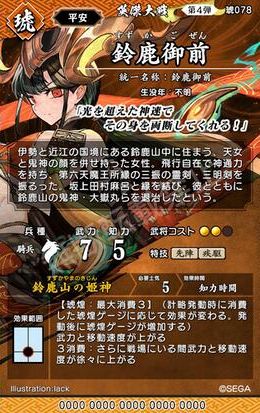 琥
平安
英傑大戦
第4弾
琥078
すずかごぜん
鈴鹿御前
統一名称:鈴鹿御前
生没年:不明
「光を超えた神速で
その身を両断してくれる!」
伊勢と近江の国境にある鈴鹿山中に住まう、天女
と鬼神の顔を併せ持った女性。飛行自在で神通力
を持ち、第六天魔王所縁の三振の霊剣・三明剣を
振るった。坂上田村麻呂と縁を結び、彼とともに
鈴鹿山の鬼神・大嶽丸らを退治したという。
兵種
武力
知力
武将コスト
騎兵
7
5
特技
先陣
疾駆
すずかやまのきじん
鈴鹿山の姫神
必要士気
5
時間
知力時間
効果範囲
【琥煌:最大消費3】(計略発動時に消費
した琥煌ゲージに応じて効果が変わる。発
動後に琥煌ゲージが増加する)
武力と移動速度が上がる
3消費:さらに戦場にいる間武力と移動速
度が徐々に上がる
Illustration:lack
©SEGA
0000 0000 0000 0000 0000